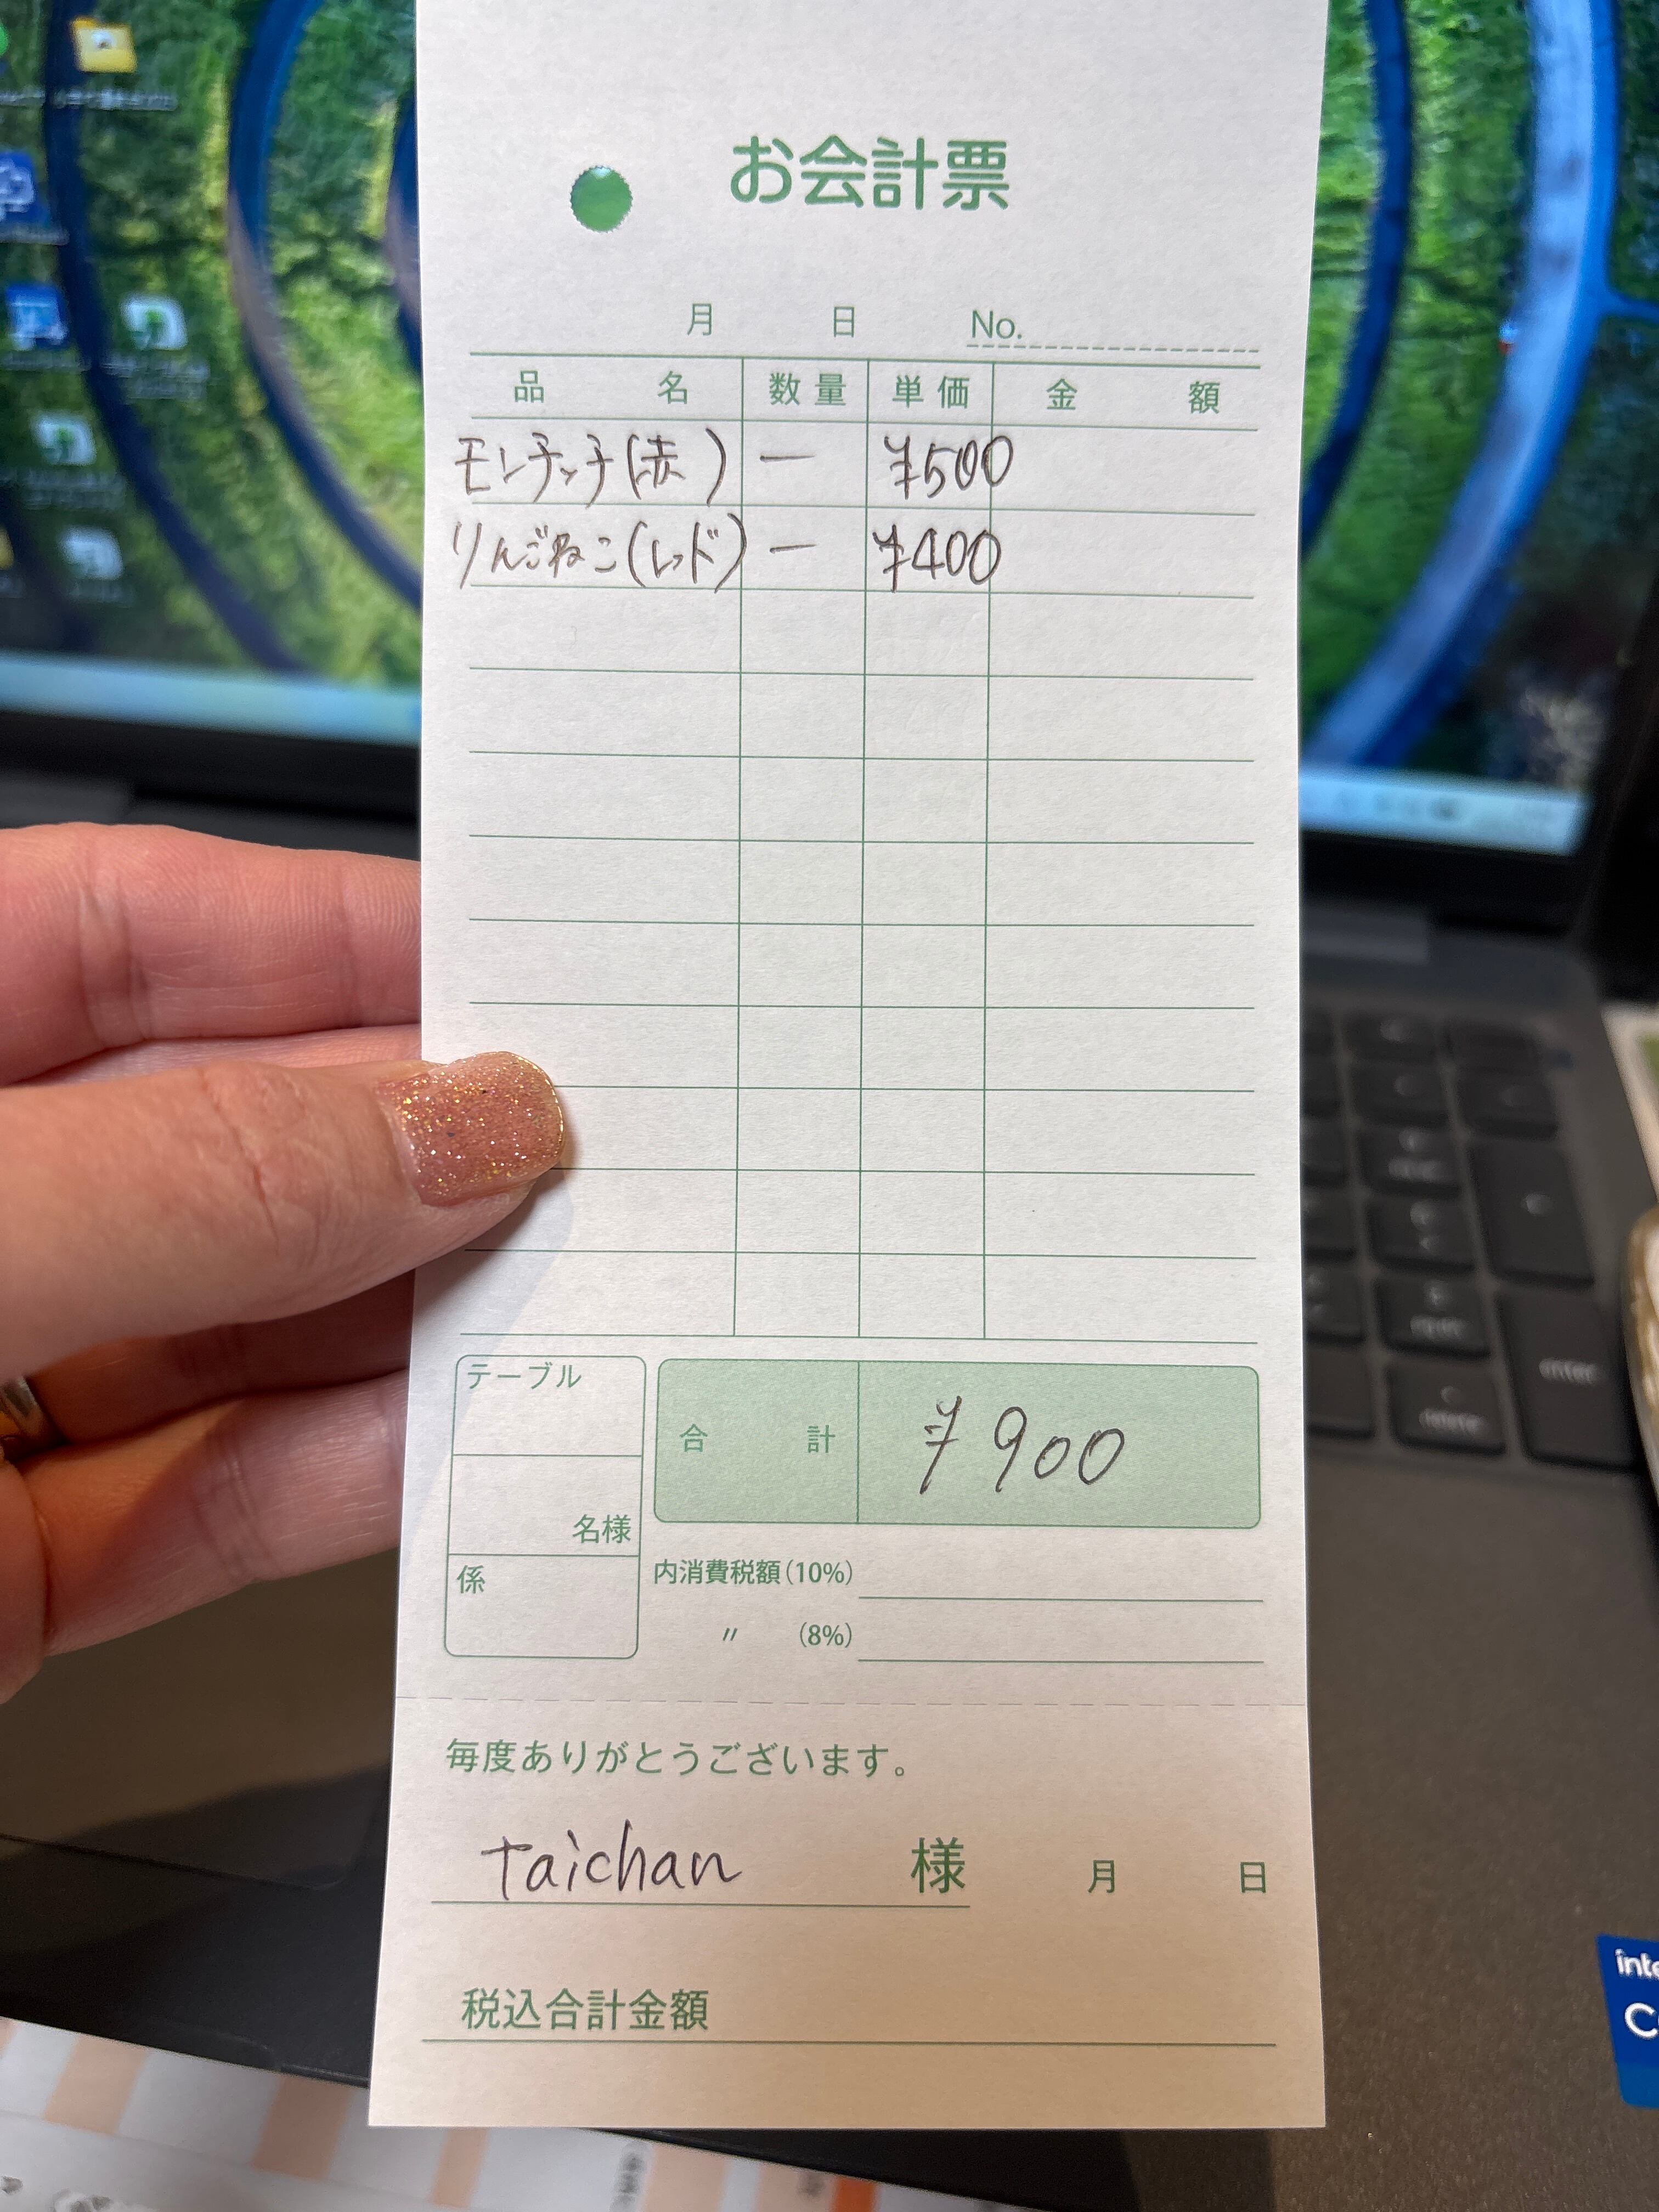 お会計票
月 日 No.
品名 数量 単価 金額
モンチッチ(赤) 一 ¥500
りんごねこ(レッド) 一 ¥400
テーブル
合計 ¥900
名様
係
内消費税額(10%)
〃 (8%)
毎度ありがとうございます。
taichan 様 月 日
税込合計金額
enter
delete